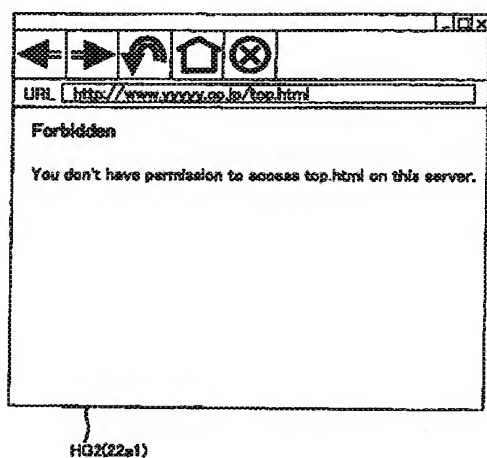 URL http://www.yyyyy.co.jp/top.html
Forbidden
You don't have permission to access top.html on this server.
HG2(22a1)